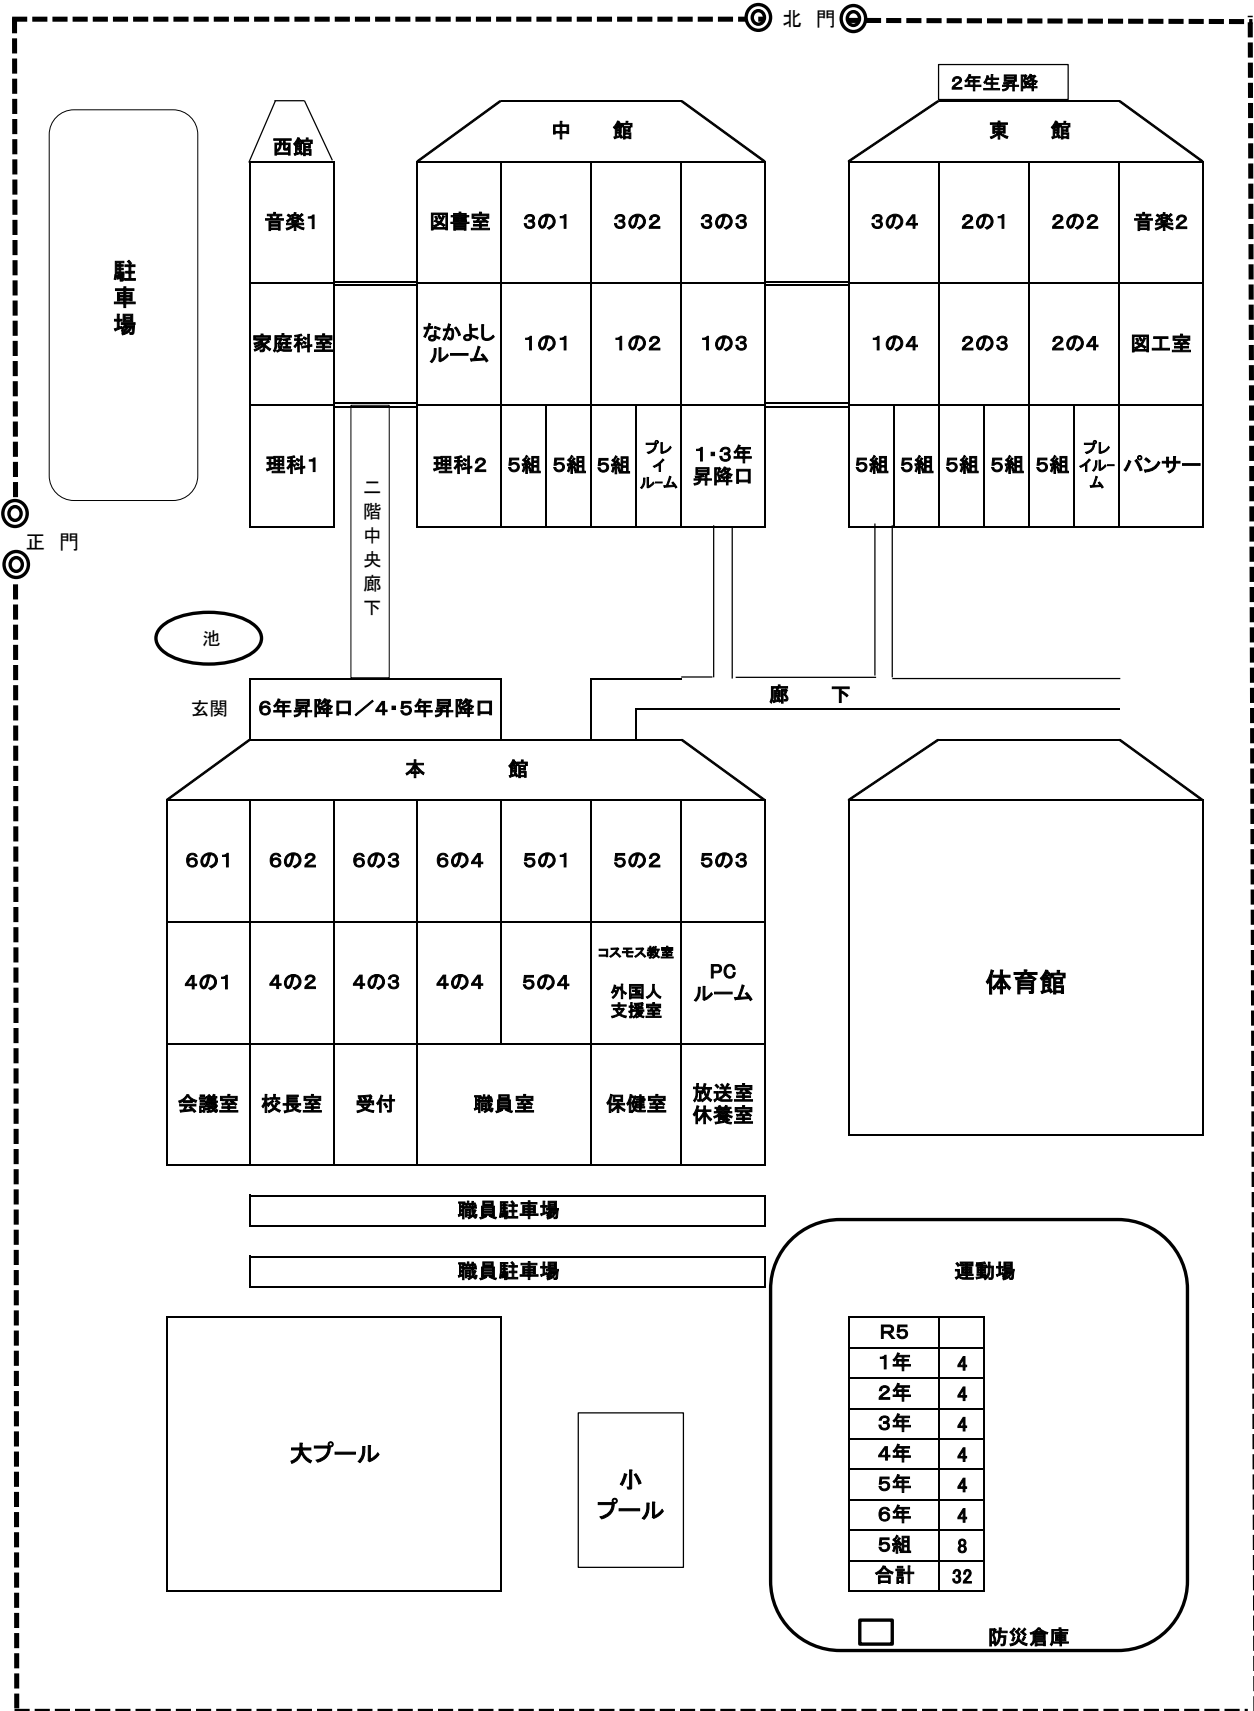 北 門
2年生昇降
西館
中 館
東 館
音楽1
図書室
3の1
3の2
3の3
3の4
2の1
2の2
音楽2
駐
車
場
家庭科室
なかよし
ルーム
1の1
1の2
1の3
1の4
2の3
2の4
図工室
理科1
理科2
5組
5組
5組
プレ
イ
ルーム
1・3年
昇降口
5組
5組
5組
5組
5組
プレ
イルー
ム
パンサー
二
階
中
央
廊
下
正 門
池
玄関
6年昇降口/4・5年昇降口
廊 下
本 館
6の1
6の2
6の3
6の4
5の1
5の2
5の3
4の1
4の2
4の3
4の4
5の4
コスモス教室
外国人
支援室
PC
ルーム
体育館
会議室
校長室
受付
職員室
保健室
放送室
休養室
職員駐車場
職員駐車場
運動場
R5
1年 4
2年 4
3年 4
4年 4
5年 4
6年 4
5組 8
合計 32
大プール
小
プール
防災倉庫